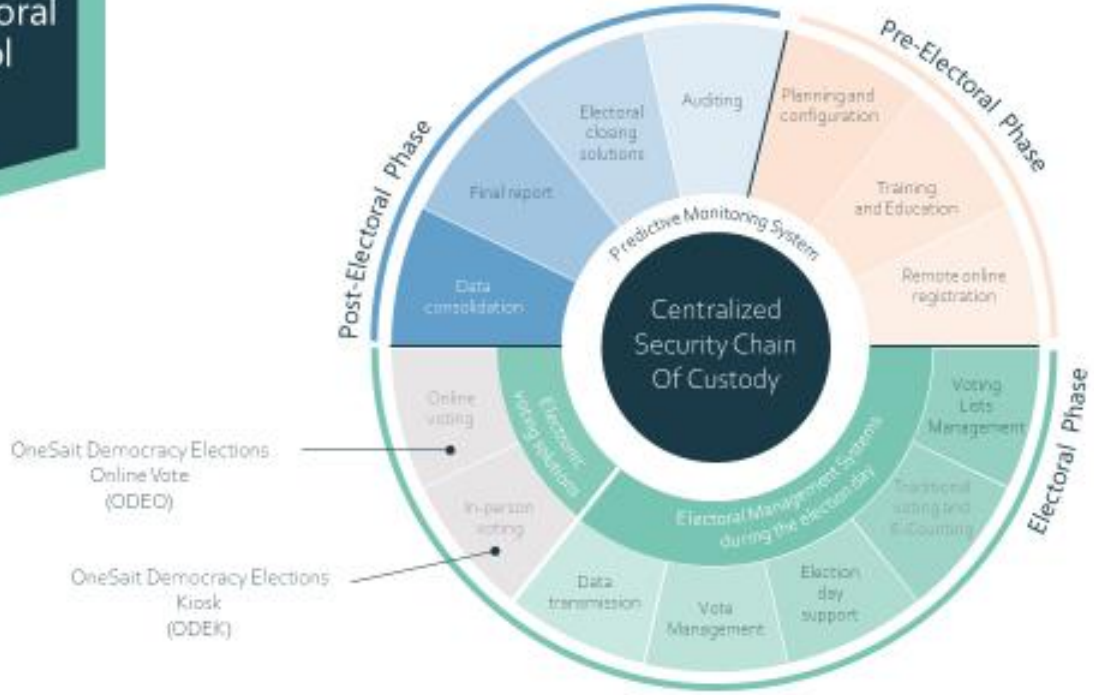 oral
ol
Pre-Electoral Phase
Planning and
configuration
Training
and Education
Remote online
registration
Electoral Phase
Voting
Lists
Management
Traditional
voting and
E-Counting
Election
day
support
Vote
Management
Data
transmission
Electoral Management Systems
during the election day
Electronic
voting solutions
In-person
voting
Online
voting
OneSait Democracy Elections
Online Vote
(ODEO)
OneSait Democracy Elections
Kiosk
(ODEK)
Post-Electoral Phase
Data
consolidation
Final report
Electoral
closing
solutions
Auditing
Predictive Monitoring System
Centralized
Security Chain
Of Custody